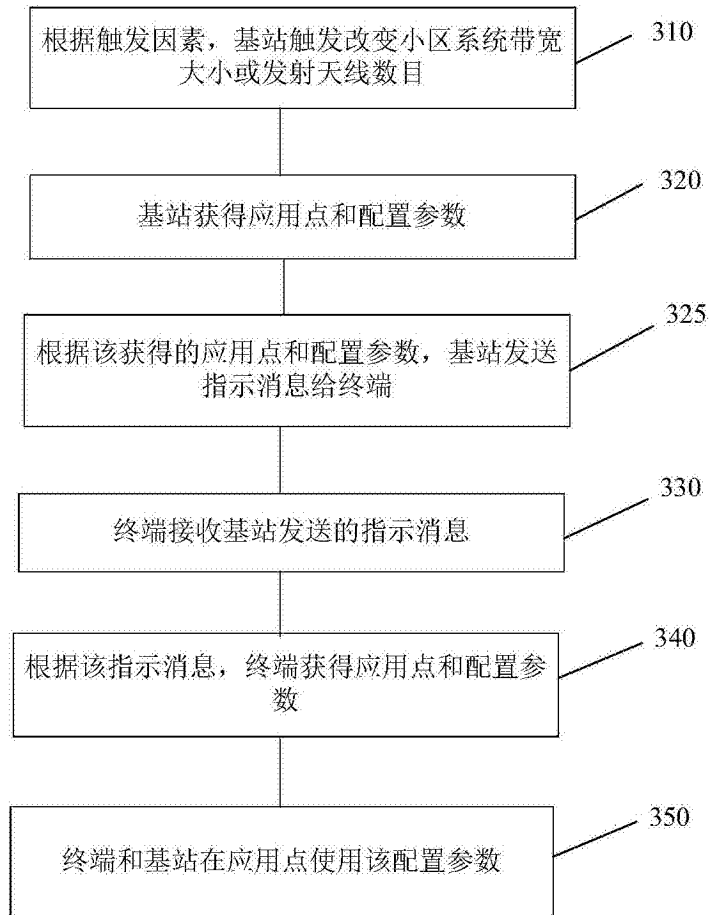 根据触发因素，基站触发改变小区系统带宽
大小或发射天线数目
310
基站获得应用点和配置参数
320
根据该获得的应用点和配置参数，基站发送
指示消息给终端
325
终端接收基站发送的指示消息
330
根据该指示消息，终端获得应用点和配置参
数
340
终端和基站在应用点使用该配置参数
350